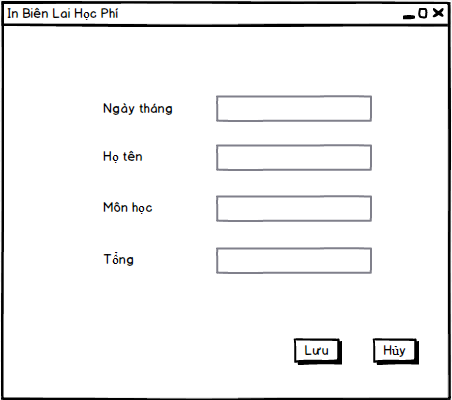 In Biên Lai Học Phí
Ngày tháng
Họ tên
Môn học
Tổng
Lưu Hủy